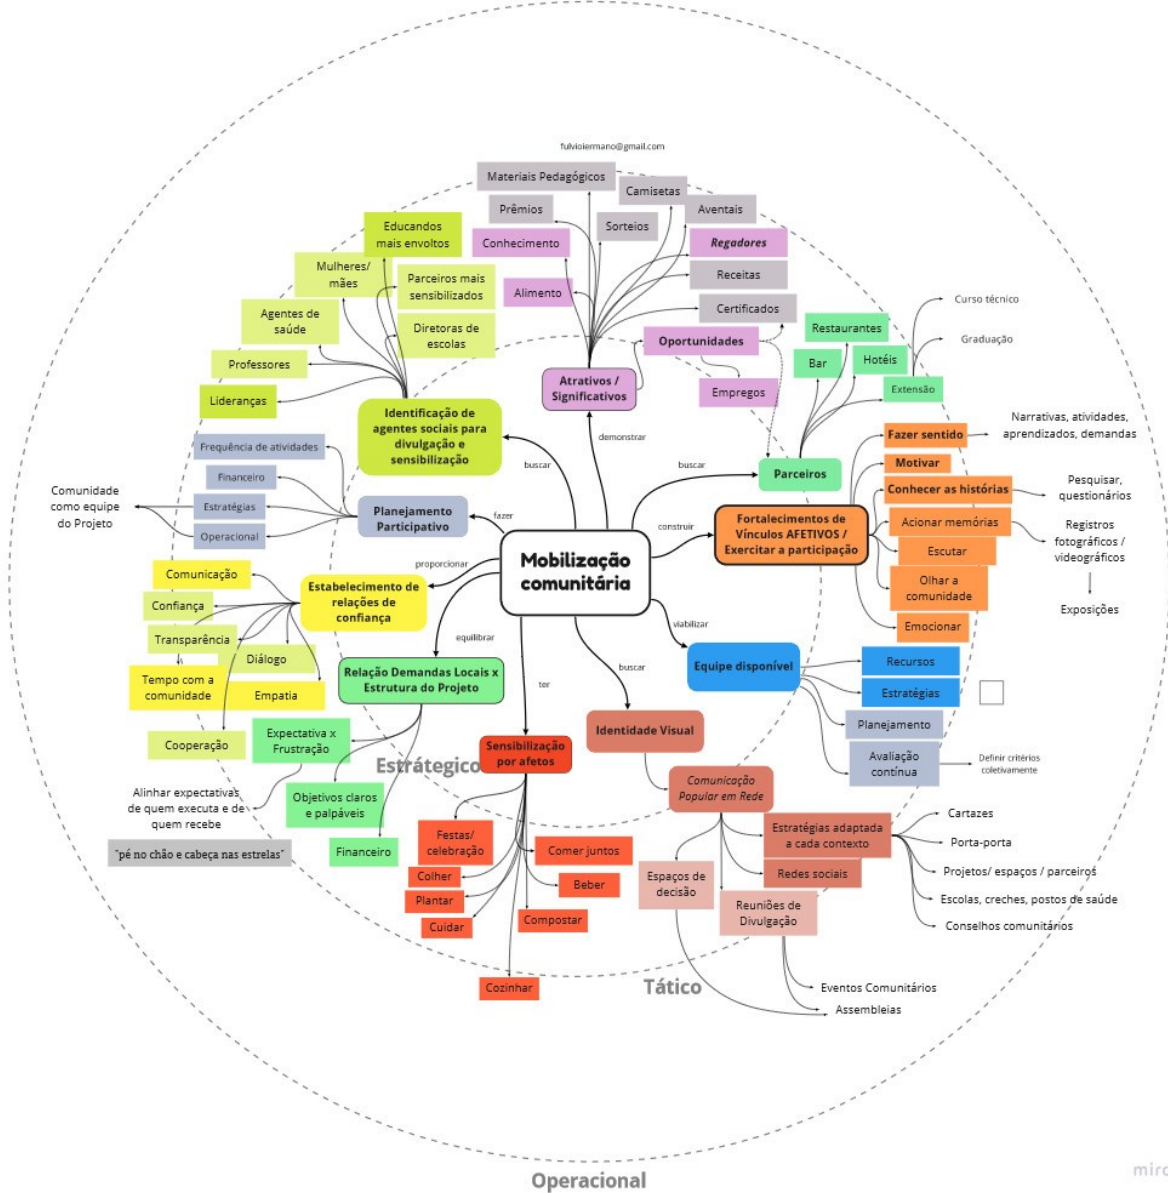 fulvioiermano@gmail.com
Materiais Pedagógicos
Camisetas
Prêmios
Aventais
Sorteios
Conhecimento
Regadores
Receitas
Alimento
Certificados
Oportunidades
Empregos
Atrativos /
Significativos
demonstrar
Educandos
mais envoltos
Mulheres/
mães
Parceiros mais
sensibilizados
Agentes de
saúde
Diretoras de
escolas
Professores
Lideranças
Identificação de
agentes sociais para
divulgação e
sensibilização
buscar
Restaurantes
Bar
Hotéis
Extensão
Curso técnico
Graduação
Parceiros
buscar
Frequência de atividades
Financeiro
Estratégias
Operacional
Comunidade
como equipe
do Projeto
Planejamento
Participativo
fazer
Mobilização
comunitária
construir
Fortalecimentos de
Vínculos AFETIVOS /
Exercitar a participação
Fazer sentido
Narrativas, atividades,
aprendizados, demandas
Motivar
Conhecer as histórias
Pesquisar,
questionários
Acionar memórias
Registros
fotográficos /
videográficos
Exposições
Escutar
Olhar a
comunidade
Emocionar
proporcionar
Estabelecimento de
relações de
confiança
Comunicação
Confiança
Transparência
Diálogo
Tempo com a
comunidade
Empatia
Cooperação
equilibrar
Relação Demandas Locais x
Estrutura do Projeto
Expectativa x
Frustração
Alinhar expectativas
de quem executa e de
quem recebe
"pé no chão e cabeça nas estrelas"
Objetivos claros
e palpáveis
Financeiro
viabilizar
Equipe disponível
Recursos
Estratégias
Planejamento
Avaliação
contínua
Definir critérios
coletivamente
ter
Sensibilização
por afetos
Festas/
celebração
Comer juntos
Colher
Beber
Plantar
Cuidar
Compostar
Cozinhar
buscar
Identidade Visual
Comunicação
Popular em Rede
Estratégias adaptada
a cada contexto
Redes sociais
Espaços de
decisão
Reuniões de
Divulgação
Cartazes
Porta-porta
Projetos/ espaços / parceiros
Escolas, creches, postos de saúde
Conselhos comunitários
Eventos Comunitários
Assembleias
Estrátegico
Tático
Operacional